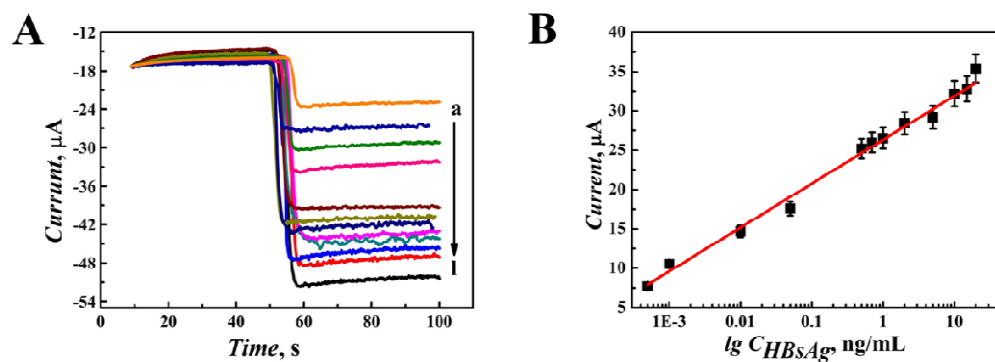 A
B
-12
-18
-24
-30
-36
-42
-48
-54
Currunt, μA
a
l
0
20
40
60
80
100
Time, s
40
35
30
25
20
15
10
5
Current, μA
1E-3
0.01
0.1
1
10
lg C HBsAg, ng/mL